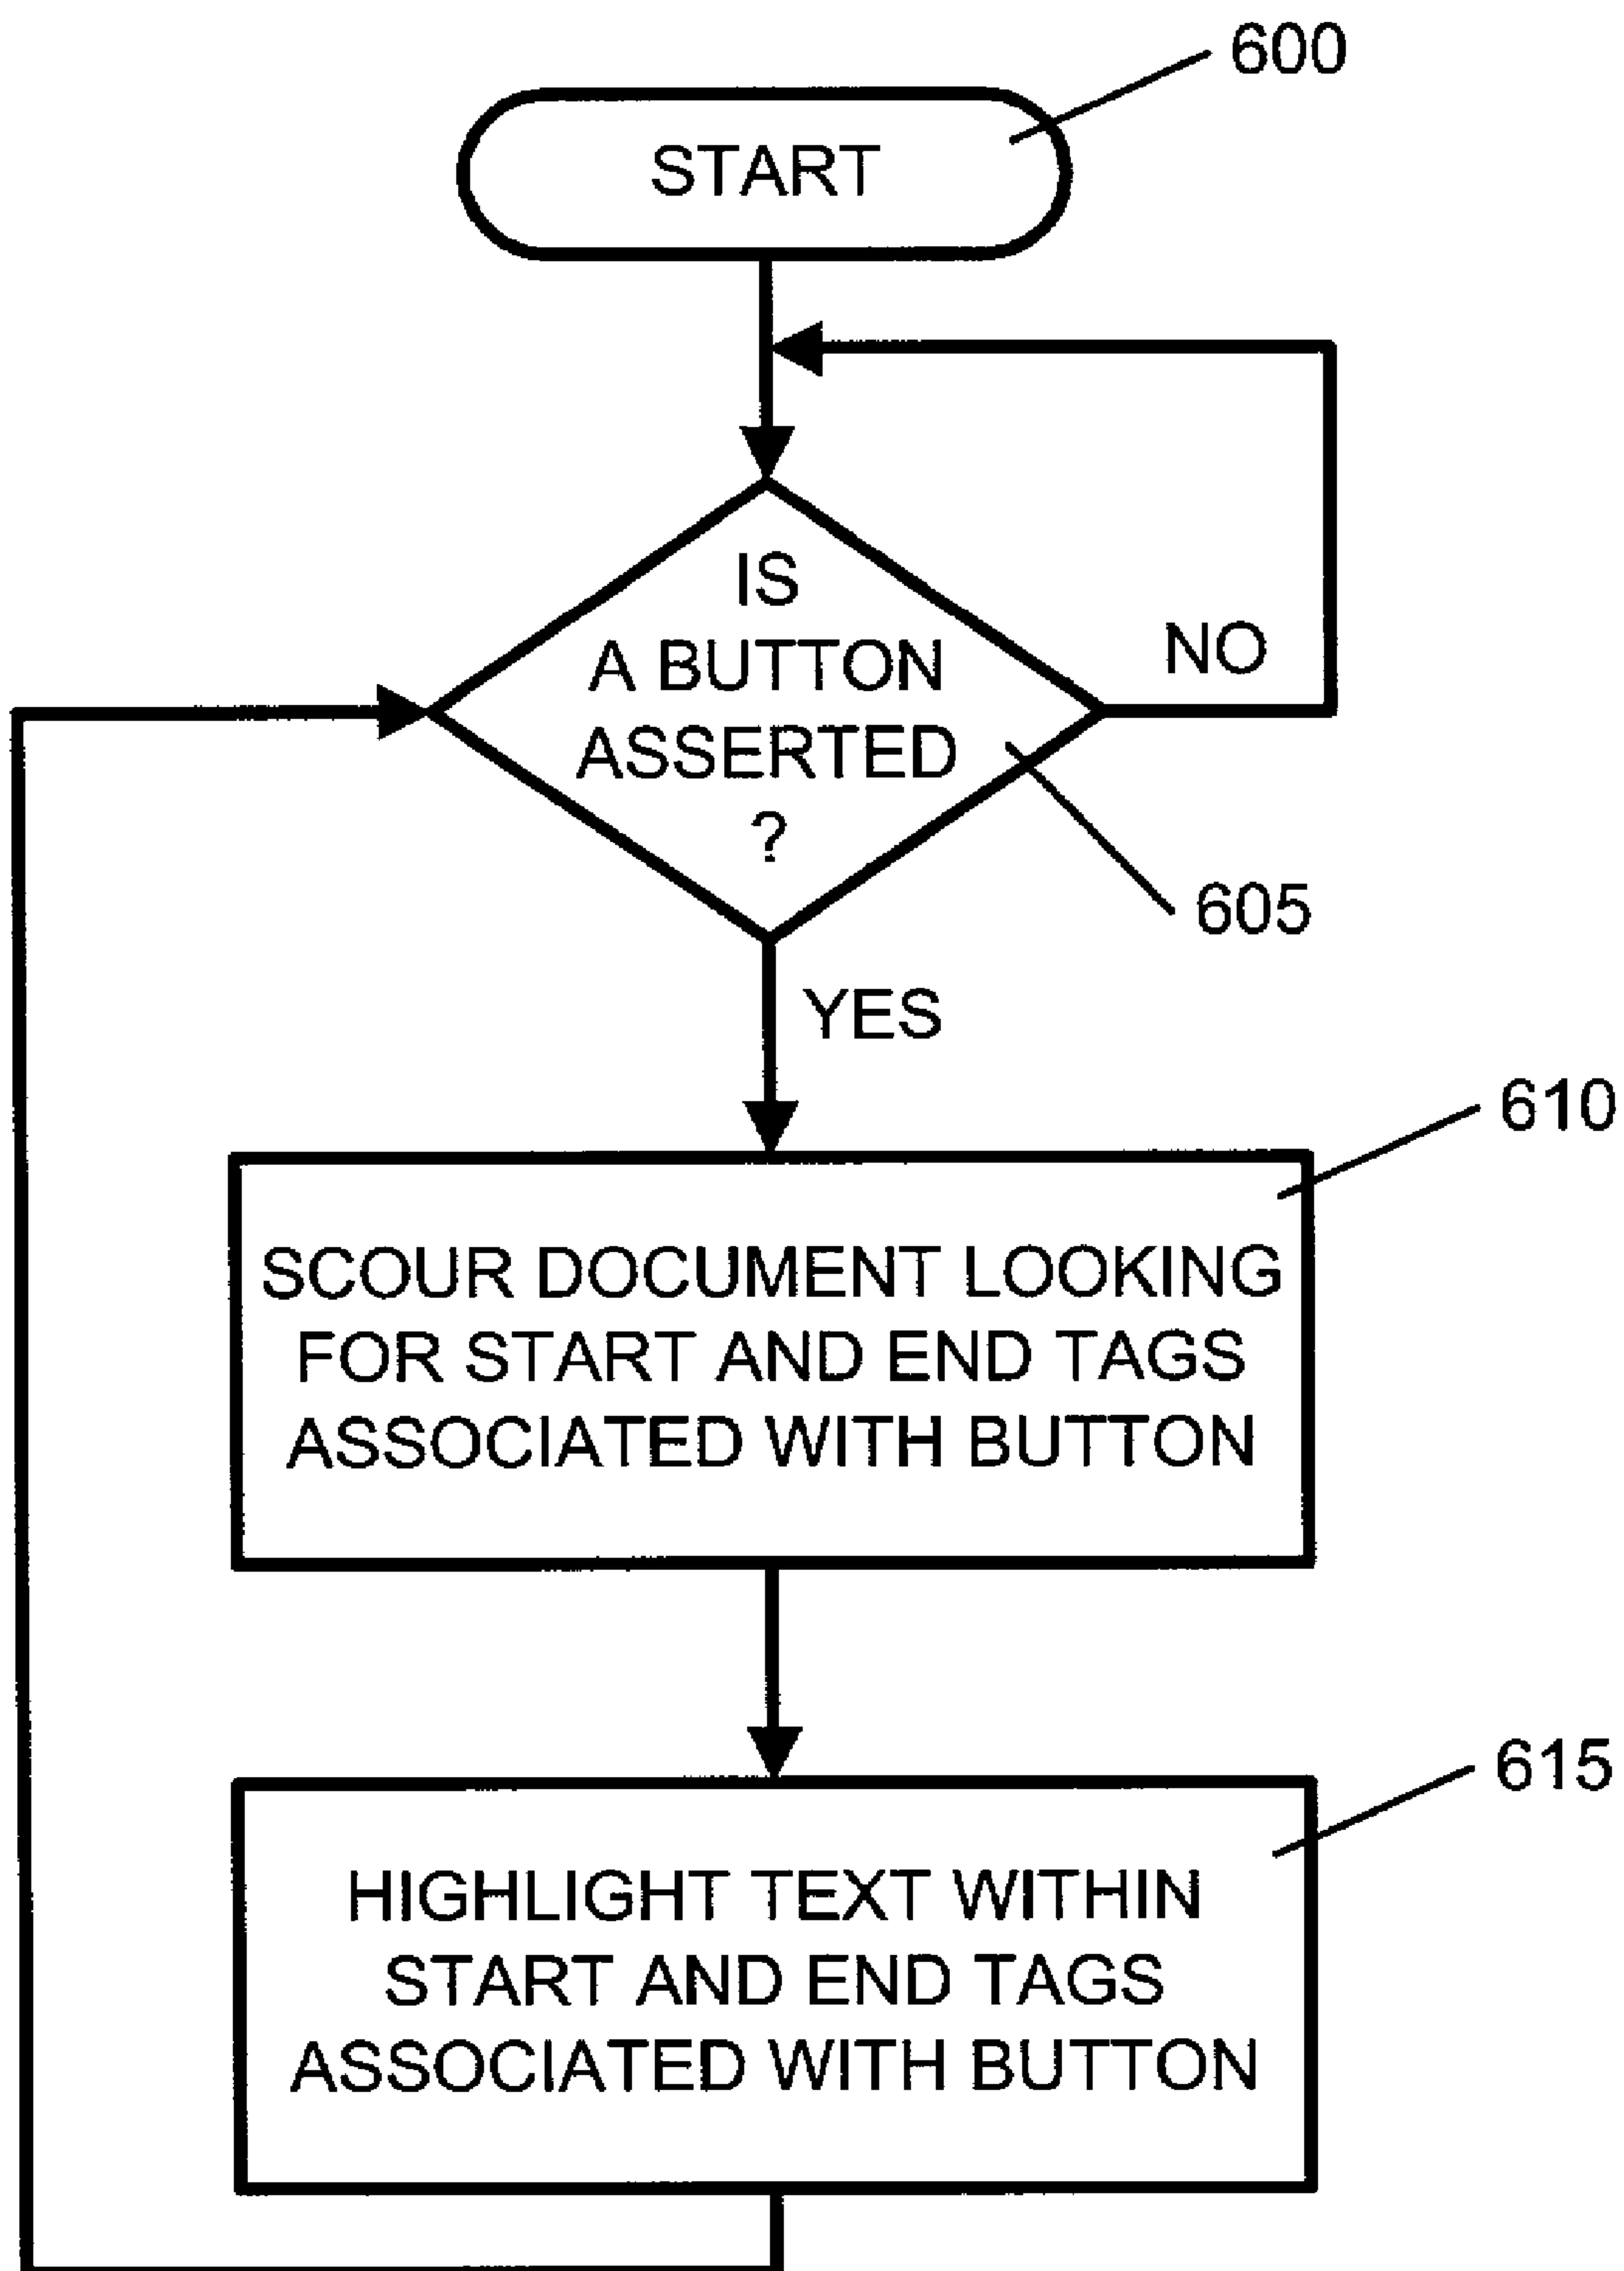 600
START
IS
A BUTTON
ASSERTED
?
NO
605
YES
610
SCOUR DOCUMENT LOOKING
FOR START AND END TAGS
ASSOCIATED WITH BUTTON
615
HIGHLIGHT TEXT WITHIN
START AND END TAGS
ASSOCIATED WITH BUTTON